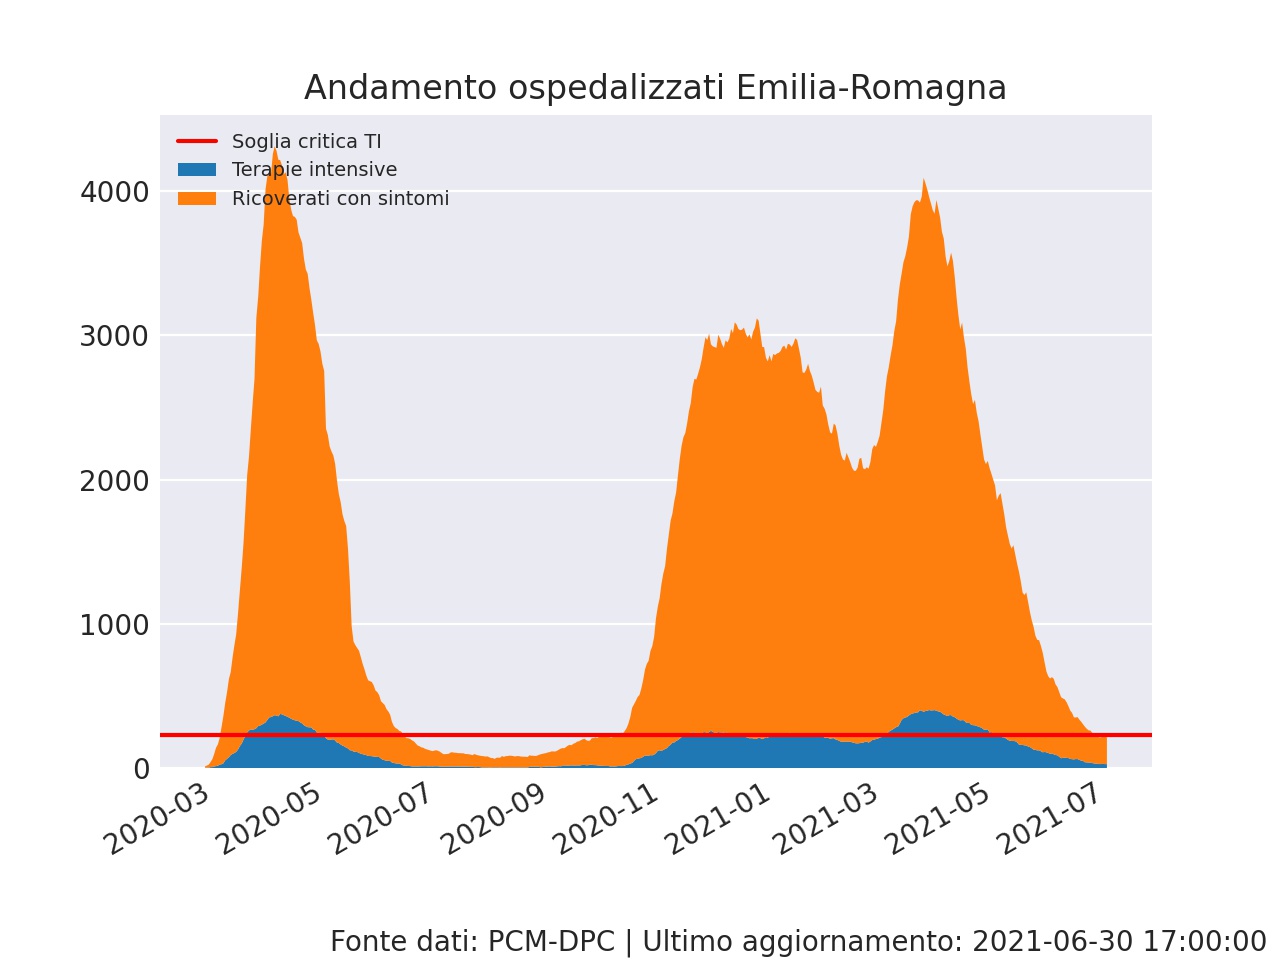 Andamento ospedalizzati Emilia-Romagna
Soglia critica TI
Terapie intensive
Ricoverati con sintomi
4000
3000
2000
1000
0
2020-03
2020-05
2020-07
2020-09
2020-11
2021-01
2021-03
2021-05
2021-07
Fonte dati: PCM-DPC | Ultimo aggiornamento: 2021-06-30 17:00:00